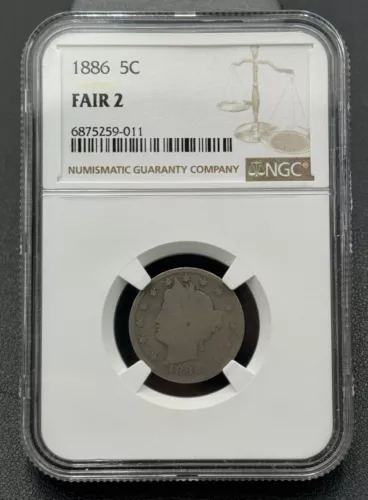 1886 5C
FAIR 2
6875259-011
NUMISMATIC GUARANTY COMPANY NGC®